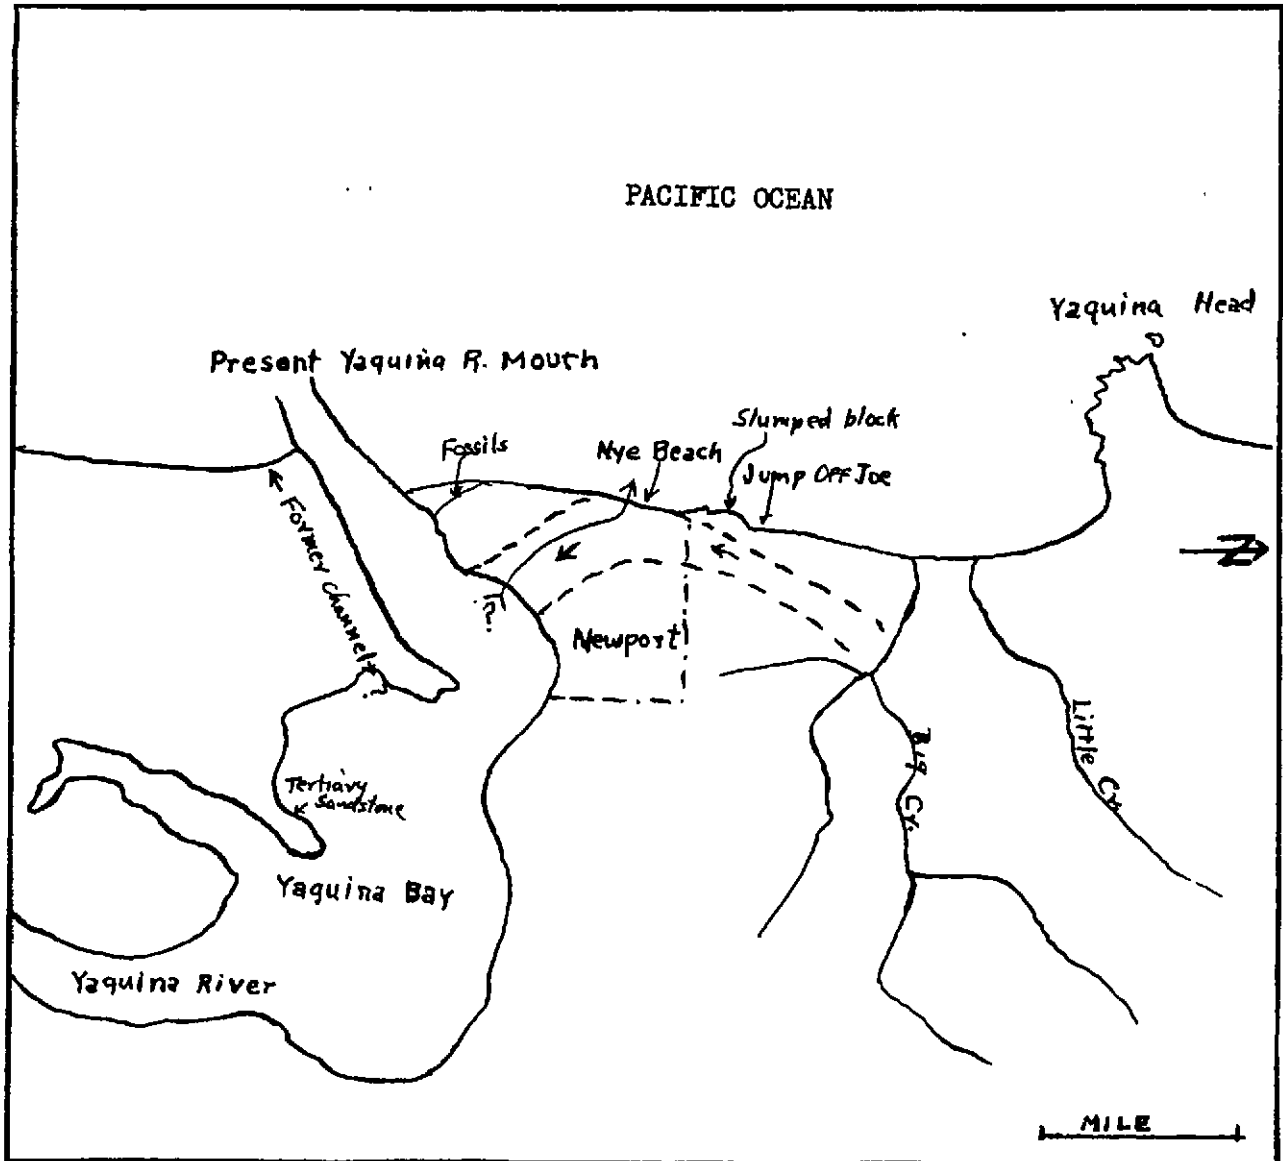 PACIFIC OCEAN
Yaquina Head
Present Yaquina R. Mouth
Slumped block
Fossils
Nye Beach
Jump Off Joe
Former Channel?
N
?
Newport
Little Cr.
Big Cr.
Tertiary
Sandstone
Yaquina Bay
Yaquina River
MILE